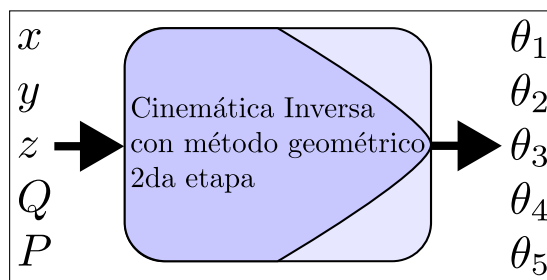 x
y
z
Q
P
Cinemática Inversa
con método geométrico
2da etapa
θ₁
θ₂
θ₃
θ₄
θ₅